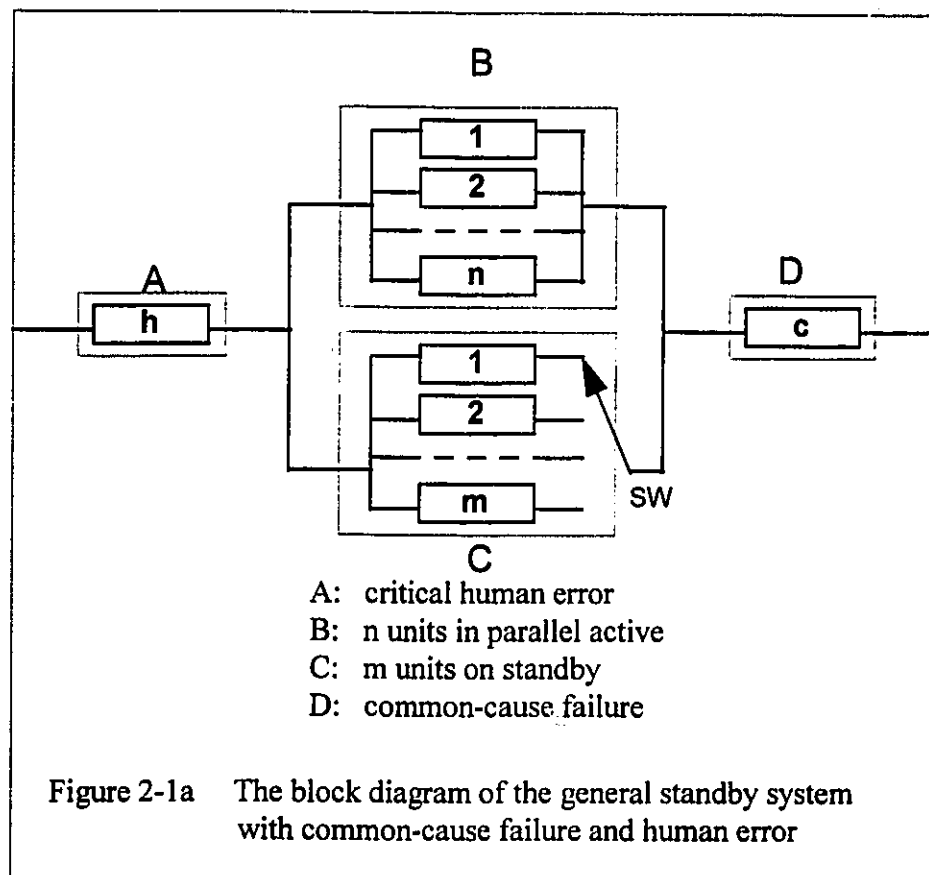 B
1
2
n
A
h
D
c
1
2
m
SW
C
A: critical human error
B: n units in parallel active
C: m units on standby
D: common-cause failure
Figure 2-1a The block diagram of the general standby system
with common-cause failure and human error